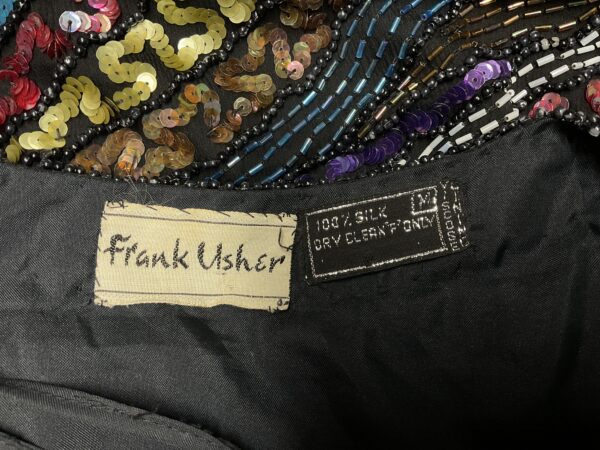 Frank Usher
M
100% SILK
DRY CLEAN "P" ONLY